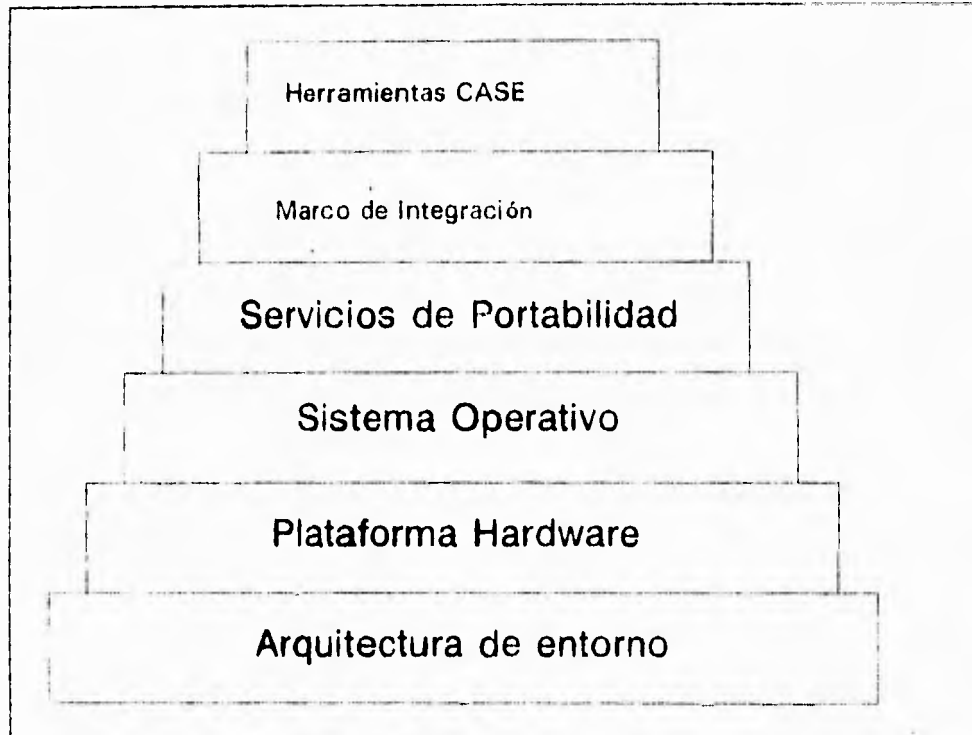 Herramientas CASE
Marco de Integración
Servicios de Portabilidad
Sistema Operativo
Plataforma Hardware
Arquitectura de entorno